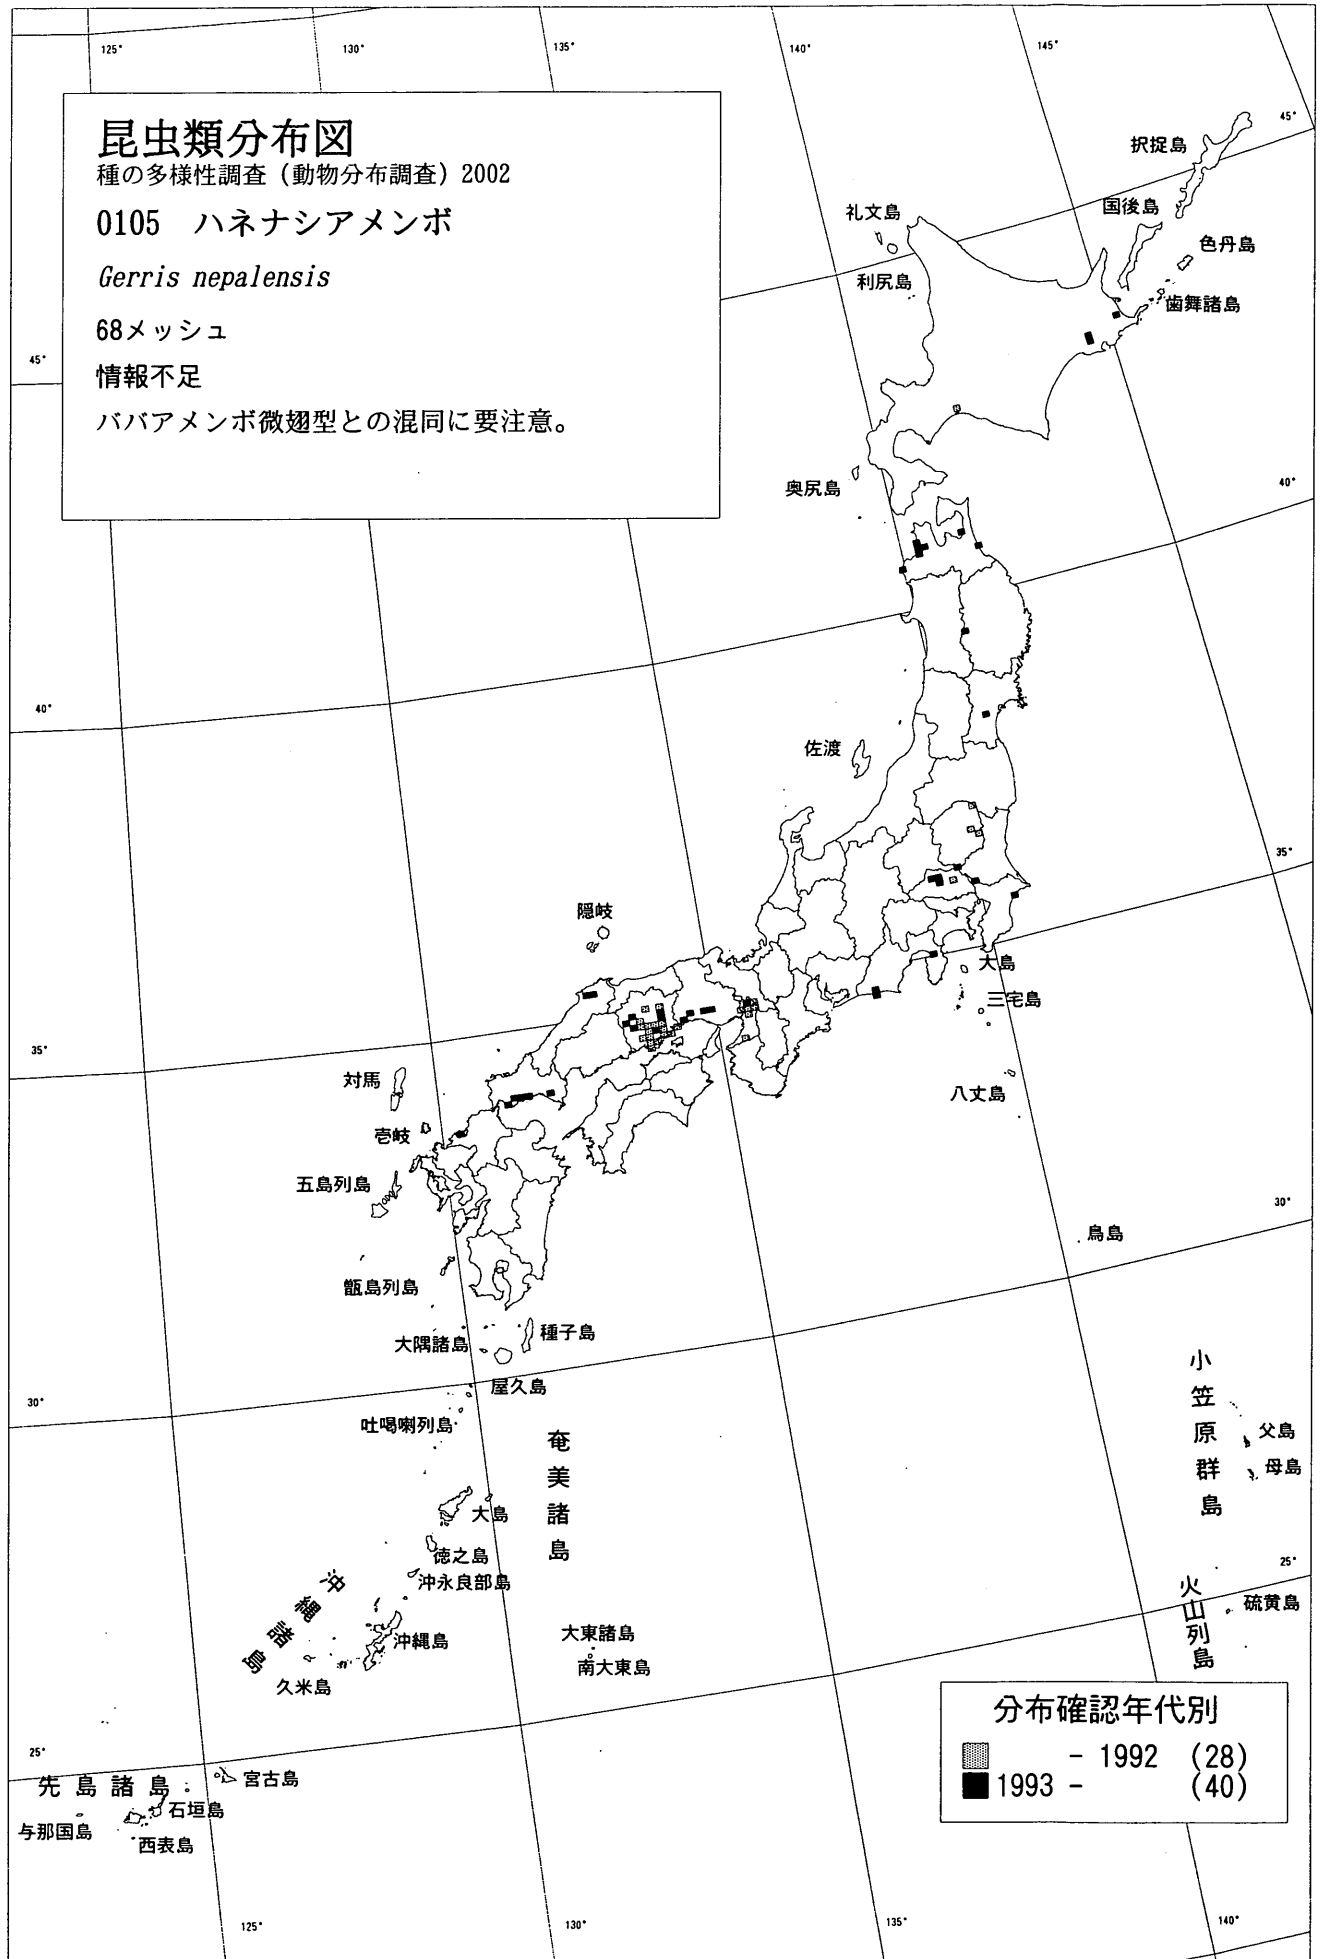 125°
130°
135°
140°
145°
昆虫類分布図
種の多様性調査（動物分布調査）2002
0105　ハネナシアメンボ
Gerris nepalensis
68メッシュ
情報不足
ババアメンボ微翅型との混同に要注意。
45°
択捉島
国後島
礼文島
色丹島
利尻島
歯舞諸島
45°
奥尻島
40°
40°
佐渡
35°
隠岐
大島
三宅島
35°
対馬
八丈島
壱岐
五島列島
30°
鳥島
甑島列島
大隅諸島
種子島
屋久島
30°
吐噶喇列島
奄美諸島
小笠原群島
父島
母島
大島
徳之島
沖永良部島
25°
沖縄諸島
沖縄島
久米島
大東諸島
南大東島
火山列島
硫黄島
分布確認年代別
- 1992 (28)
1993 - (40)
25°
先島諸島
宮古島
石垣島
与那国島
西表島
125°
130°
135°
140°